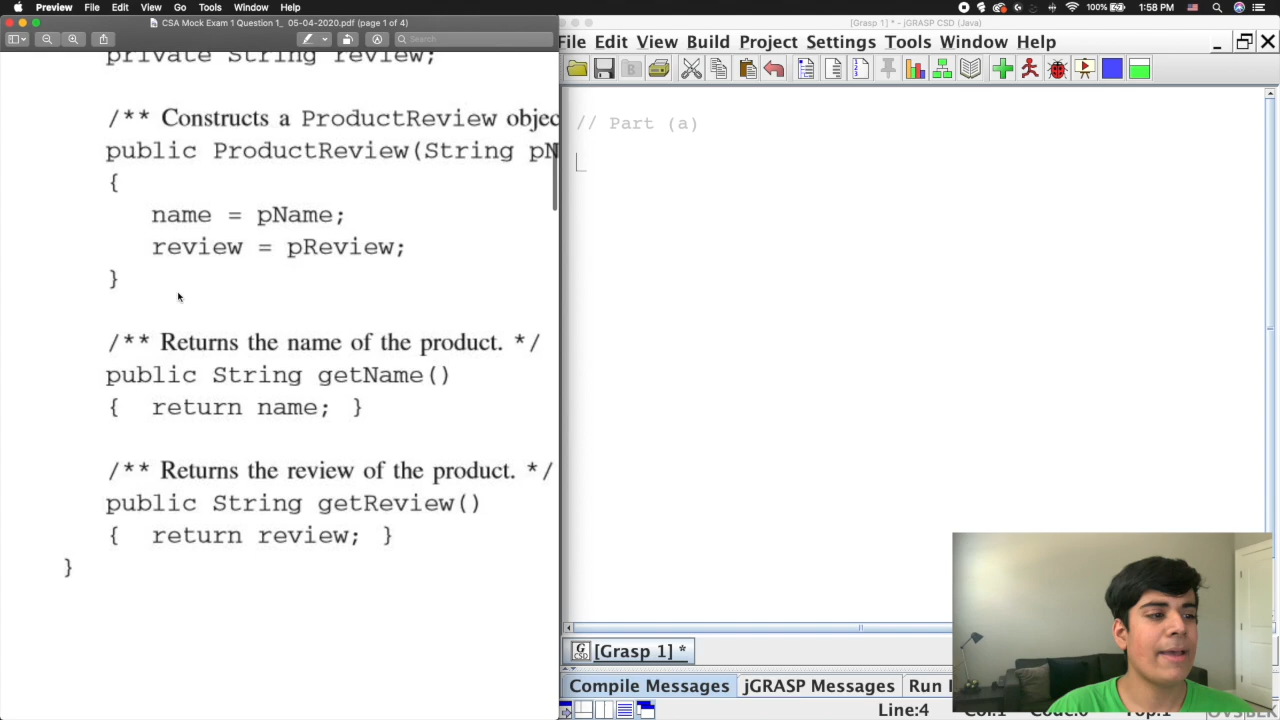 Preview File Edit View Go Tools Window Help
100% Mon 1:58 PM
CSA Mock Exam 1 Question 1_ 05-04-2020.pdf (page 1 of 4)
Search
private String review;
/** Constructs a ProductReview objec
public ProductReview(String pN
{
name = pName;
review = pReview;
}
/** Returns the name of the product. */
public String getName()
{ return name; }
/** Returns the review of the product. */
public String getReview()
{ return review; }
}
[Grasp 1] * - jGRASP CSD (Java)
File Edit View Build Project Settings Tools Window Help
// Part (a)
[Grasp 1] *
Compile Messages jGRASP Messages Run I
Line:4